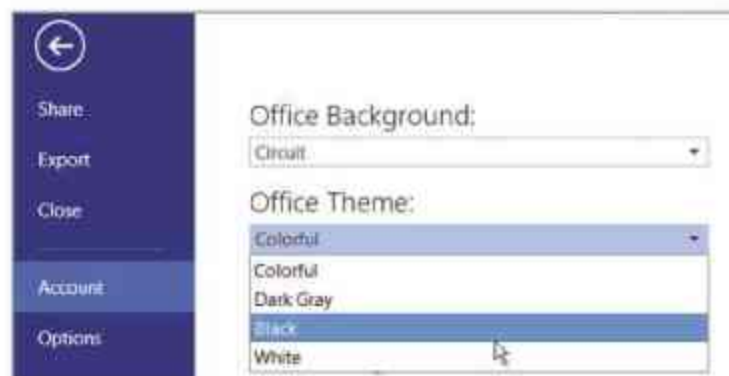 Share
Export
Close
Account
Options
Office Background:
Circuit
Office Theme:
Colorful
Colorful
Dark Gray
Black
White